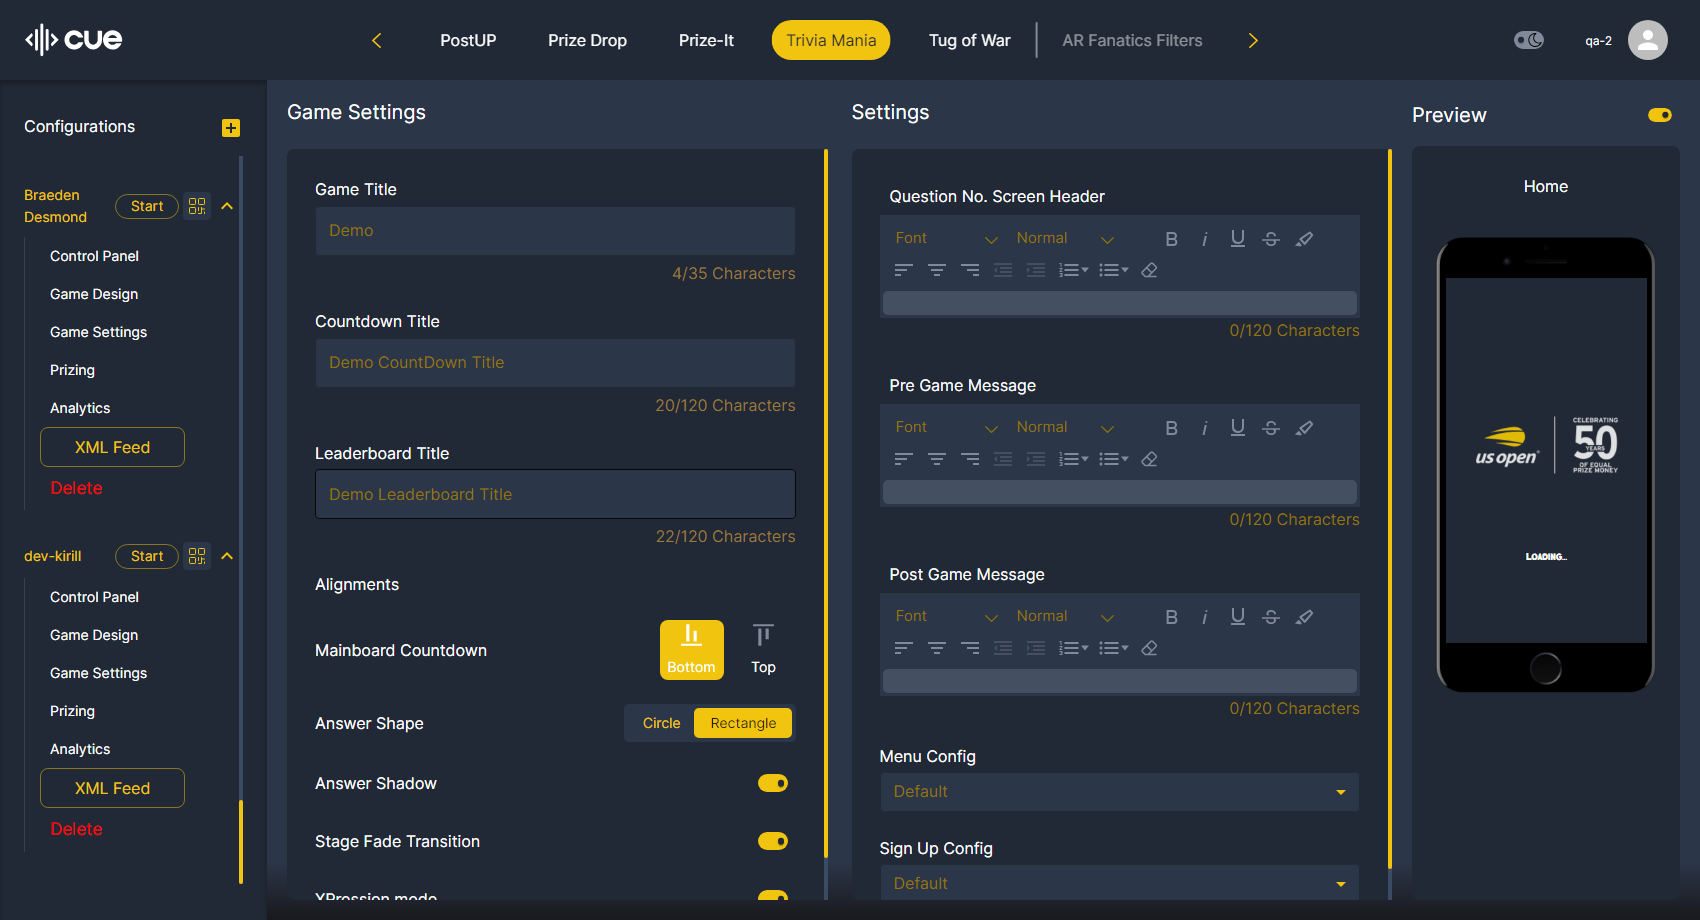 cue
PostUP
Prize Drop
Prize-It
Trivia Mania
Tug of War
AR Fanatics Filters
qa-2
Configurations
Braeden
Desmond
Start
Control Panel
Game Design
Game Settings
Prizing
Analytics
XML Feed
Delete
dev-kirill
Start
Control Panel
Game Design
Game Settings
Prizing
Analytics
XML Feed
Delete
Game Settings
Game Title
Demo
4/35 Characters
Countdown Title
Demo CountDown Title
20/120 Characters
Leaderboard Title
Demo Leaderboard Title
22/120 Characters
Alignments
Mainboard Countdown
Bottom
Top
Answer Shape
Circle
Rectangle
Answer Shadow
Stage Fade Transition
XPression mode
Settings
Question No. Screen Header
Font
Normal
B i U S
0/120 Characters
Pre Game Message
Font
Normal
B i U S
0/120 Characters
Post Game Message
Font
Normal
B i U S
0/120 Characters
Menu Config
Default
Sign Up Config
Default
Preview
Home
us open
CELEBRATING
50
YEARS
OF EQUAL
PRIZE MONEY
LOADING...